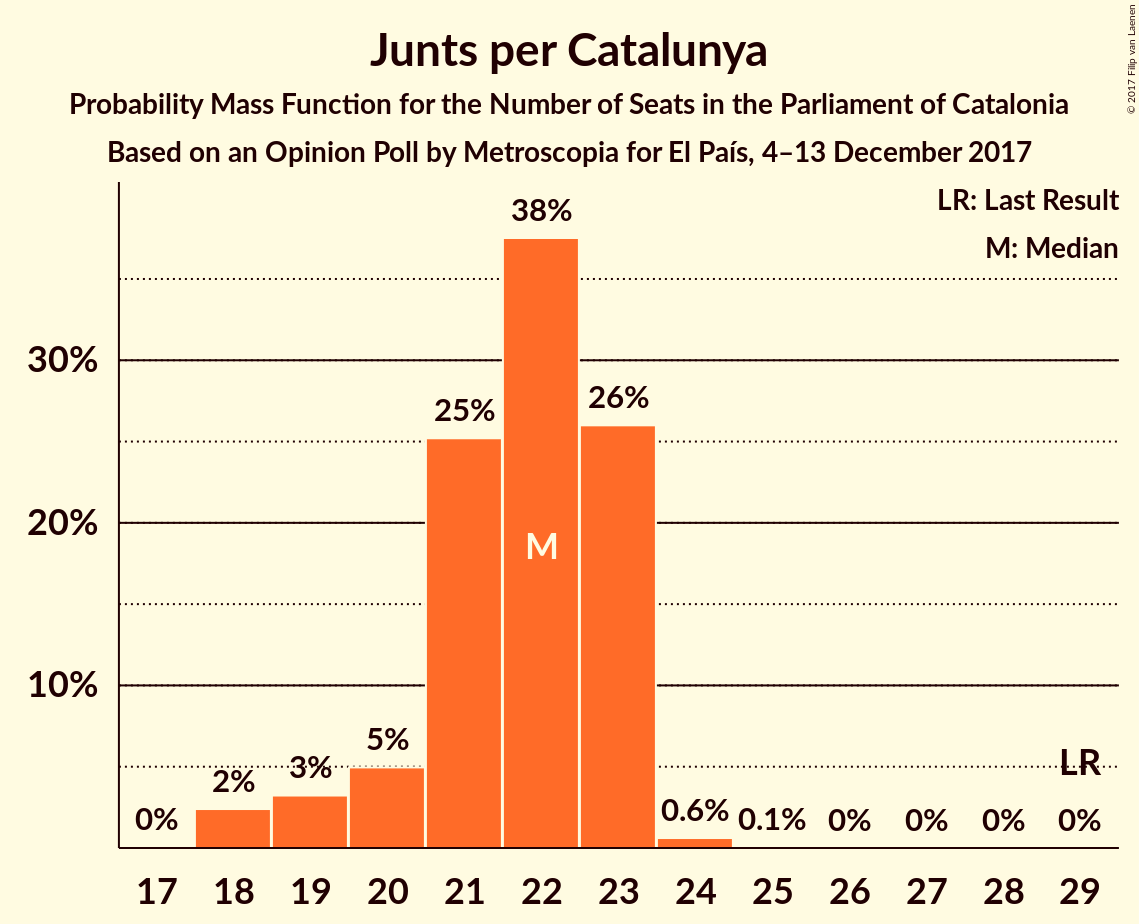 Junts per Catalunya
Probability Mass Function for the Number of Seats in the Parliament of Catalonia
Based on an Opinion Poll by Metroscopia for El País, 4–13 December 2017
© 2017 Filip van Laenen
LR: Last Result
M: Median
38%
30%
26%
25%
20%
M
10%
5%
3%
2%
LR
0%
0.6%
0.1%
0%
0%
0%
0%
17 18 19 20 21 22 23 24 25 26 27 28 29